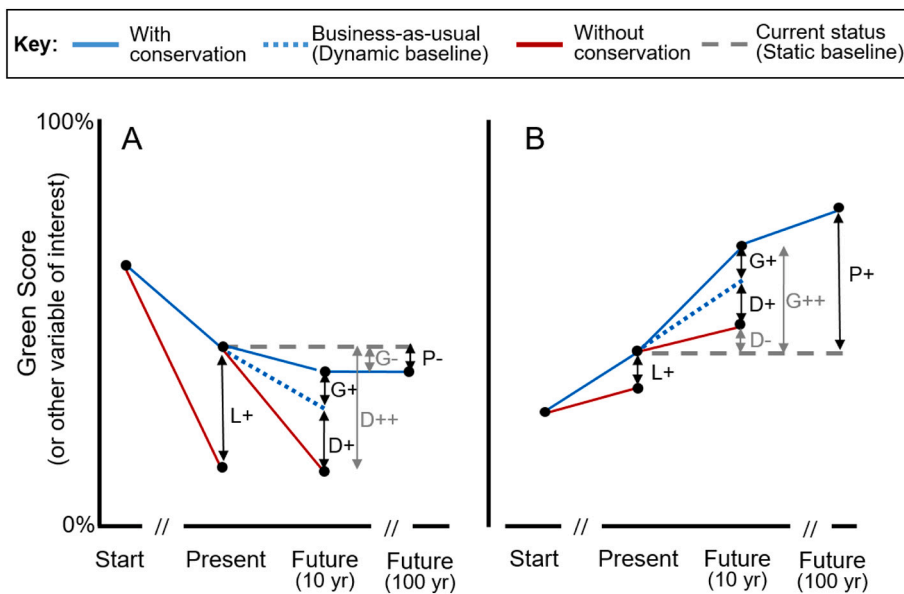 Key: With conservation
Business-as-usual (Dynamic baseline)
Without conservation
Current status (Static baseline)
Green Score
(or other variable of interest)
100%
0%
A
L+
G+
D+
G-
D++
P-
Start
//
Present
Future
(10 yr)
//
Future
(100 yr)
B
L+
G+
D+
D-
G++
P+
Start
//
Present
Future
(10 yr)
//
Future
(100 yr)